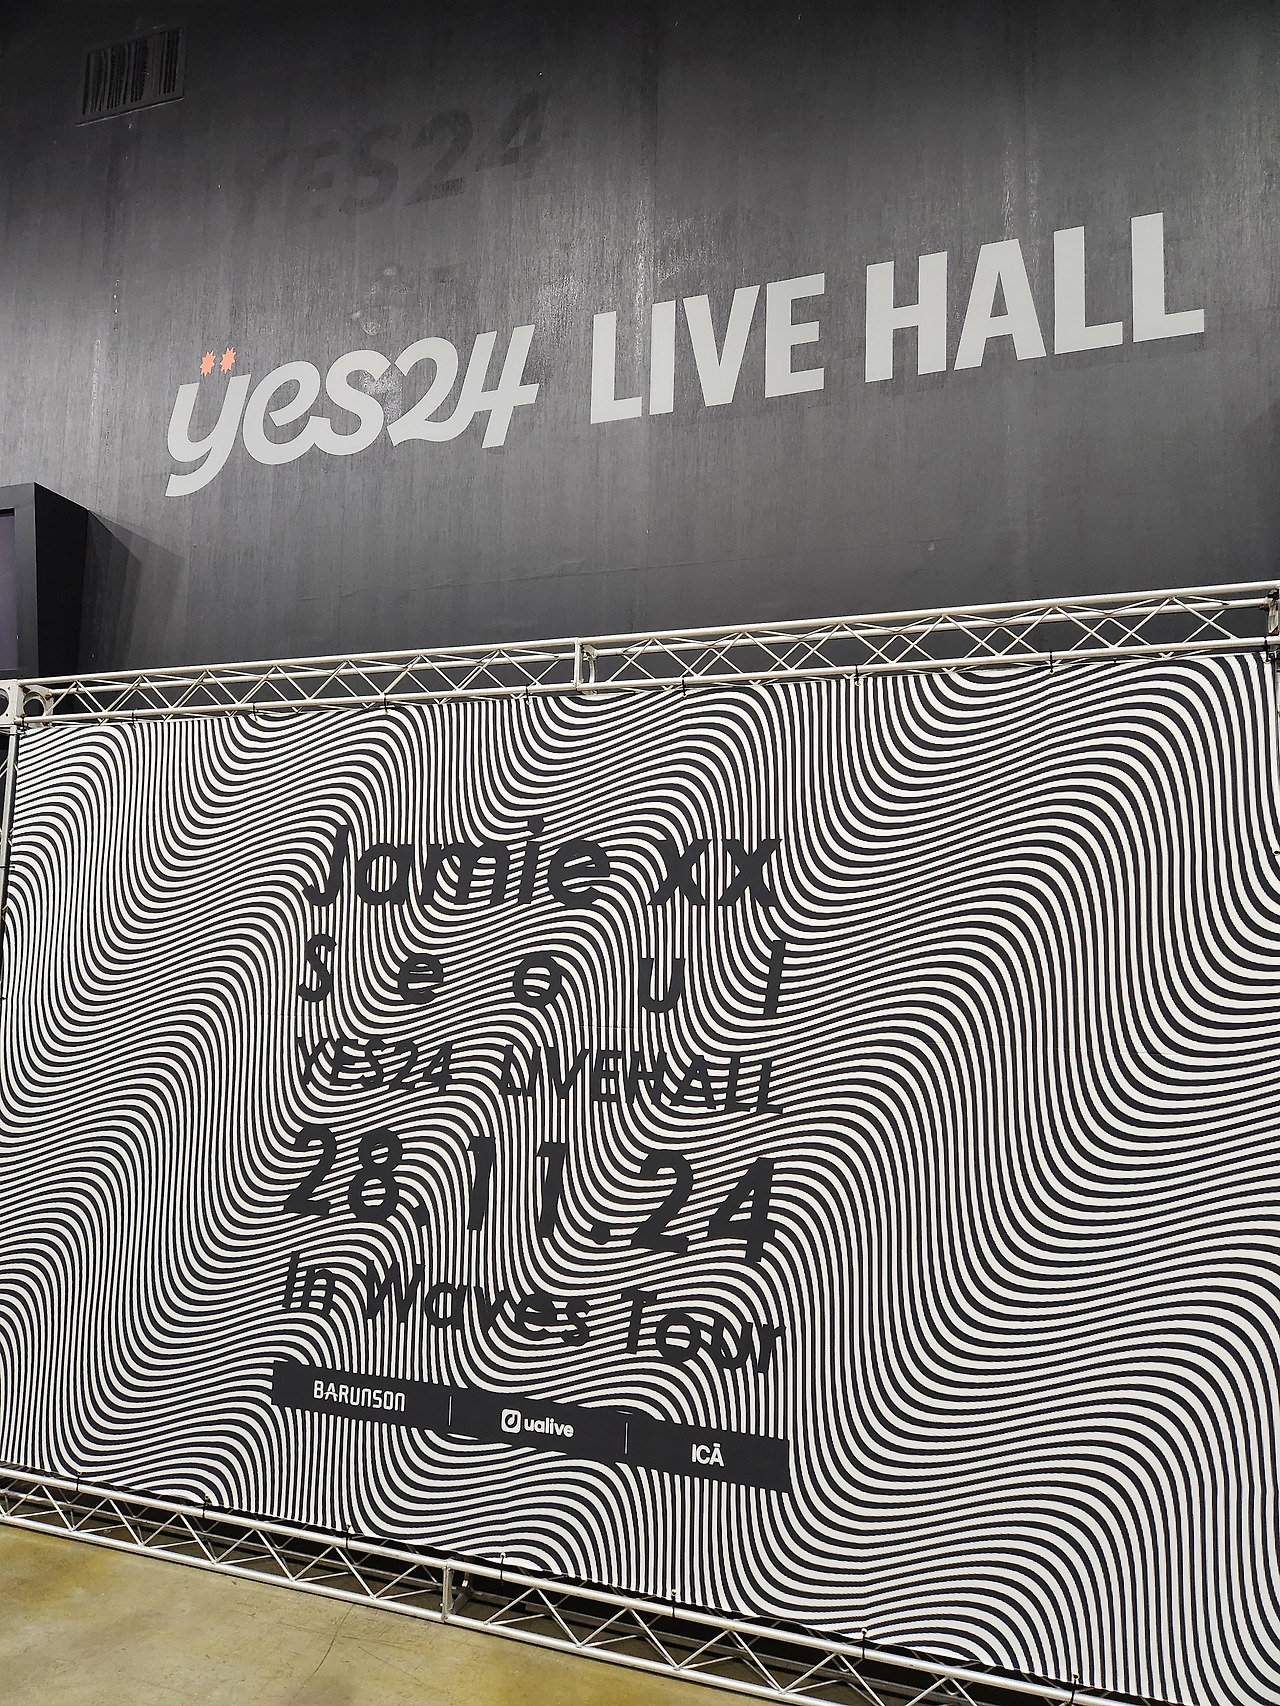 YES24
yes24 LIVE HALL
Jamie xx
Seoul
YES24 LIVEHALL
28.11.24
In Waves Tour
BARUNSON
ualive
ICĀ